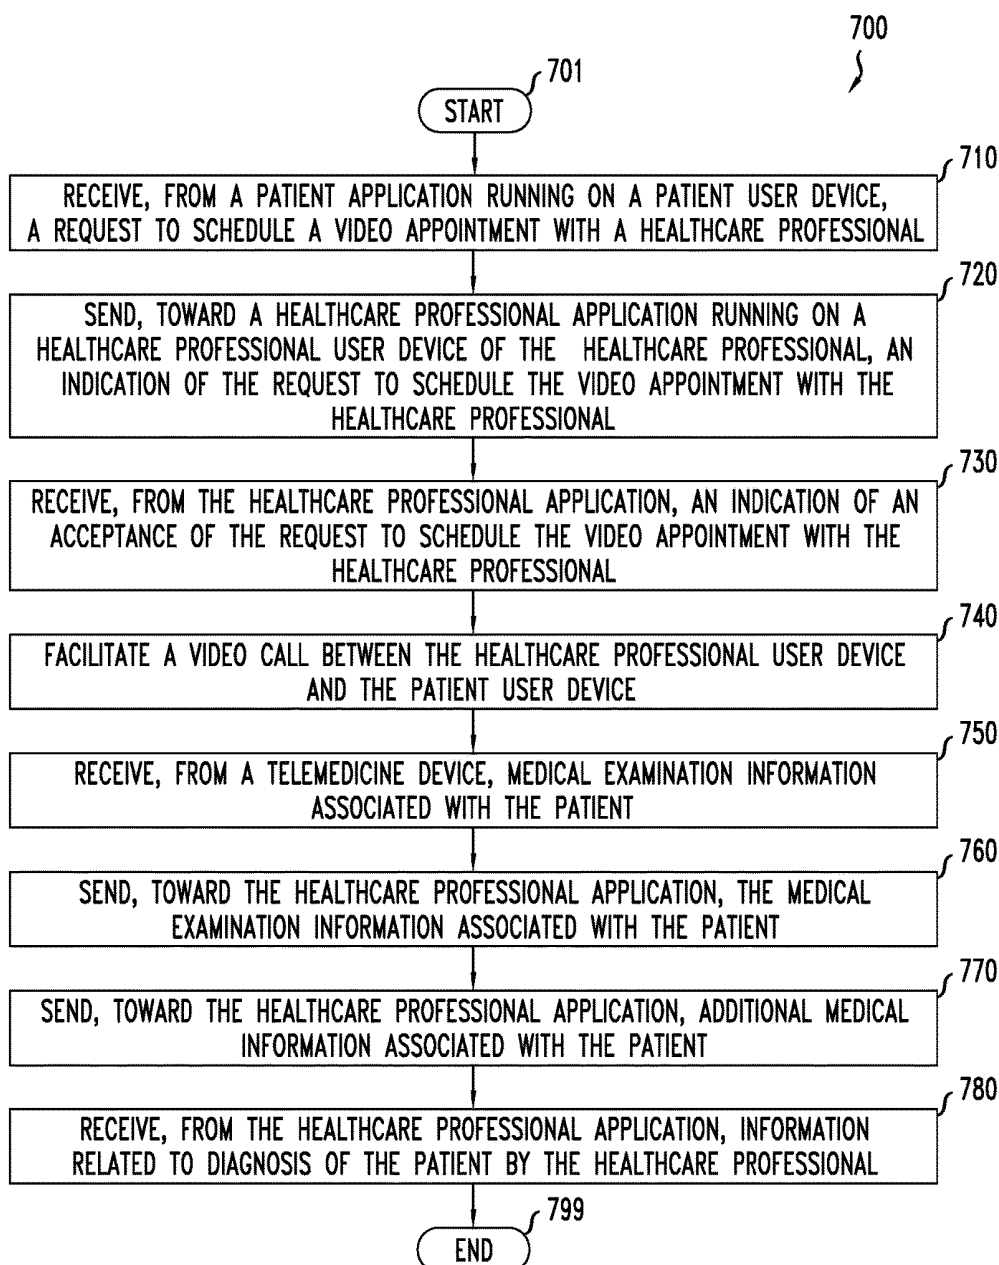 700
701
START
710
RECEIVE, FROM A PATIENT APPLICATION RUNNING ON A PATIENT USER DEVICE,
A REQUEST TO SCHEDULE A VIDEO APPOINTMENT WITH A HEALTHCARE PROFESSIONAL
720
SEND, TOWARD A HEALTHCARE PROFESSIONAL APPLICATION RUNNING ON A
HEALTHCARE PROFESSIONAL USER DEVICE OF THE HEALTHCARE PROFESSIONAL, AN
INDICATION OF THE REQUEST TO SCHEDULE THE VIDEO APPOINTMENT WITH THE
HEALTHCARE PROFESSIONAL
730
RECEIVE, FROM THE HEALTHCARE PROFESSIONAL APPLICATION, AN INDICATION OF AN
ACCEPTANCE OF THE REQUEST TO SCHEDULE THE VIDEO APPOINTMENT WITH THE
HEALTHCARE PROFESSIONAL
740
FACILITATE A VIDEO CALL BETWEEN THE HEALTHCARE PROFESSIONAL USER DEVICE
AND THE PATIENT USER DEVICE
750
RECEIVE, FROM A TELEMEDICINE DEVICE, MEDICAL EXAMINATION INFORMATION
ASSOCIATED WITH THE PATIENT
760
SEND, TOWARD THE HEALTHCARE PROFESSIONAL APPLICATION, THE MEDICAL
EXAMINATION INFORMATION ASSOCIATED WITH THE PATIENT
770
SEND, TOWARD THE HEALTHCARE PROFESSIONAL APPLICATION, ADDITIONAL MEDICAL
INFORMATION ASSOCIATED WITH THE PATIENT
780
RECEIVE, FROM THE HEALTHCARE PROFESSIONAL APPLICATION, INFORMATION
RELATED TO DIAGNOSIS OF THE PATIENT BY THE HEALTHCARE PROFESSIONAL
799
END